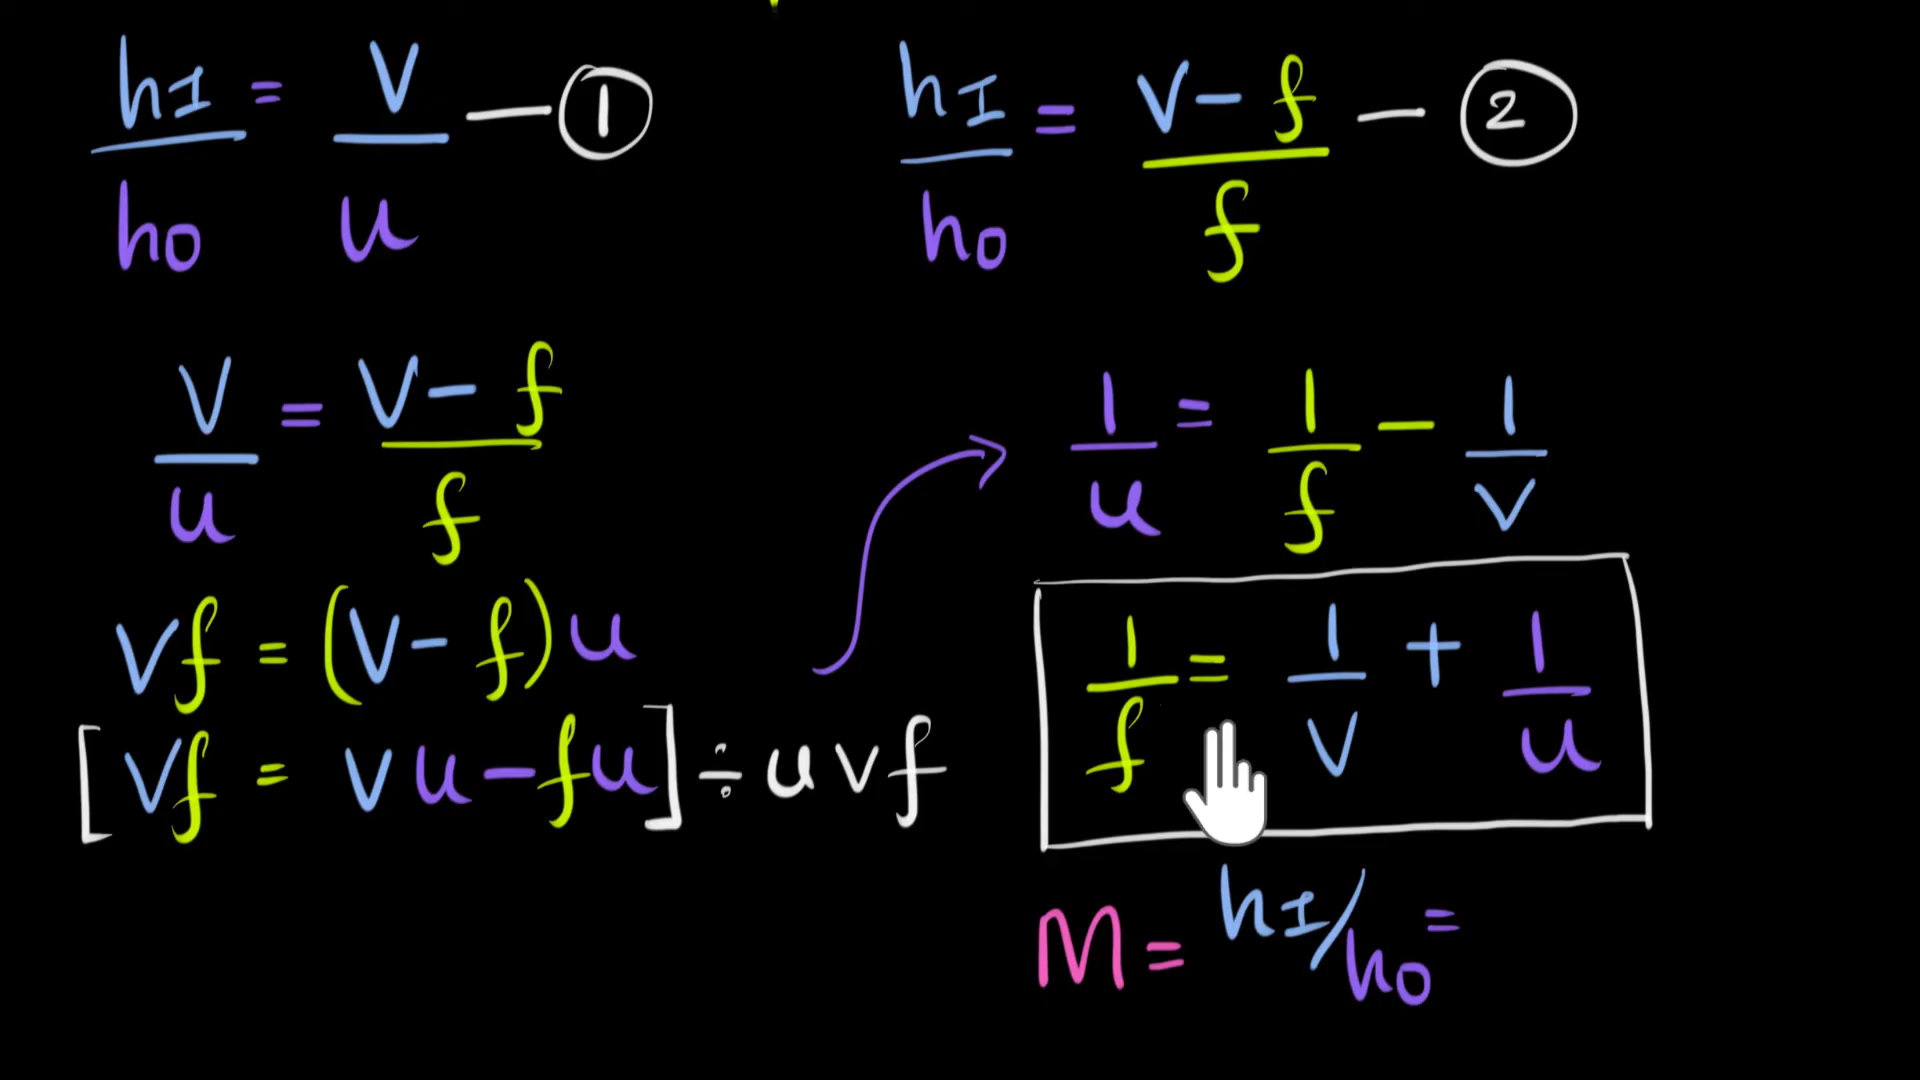 hI/ho = v/u — ①
hI/ho = (v - f)/f — ②
v/u = (v - f)/f
vf = (v - f)u
[vf = vu - fu] ÷ uvf
1/u = 1/f - 1/v
1/f = 1/v + 1/u
M = hI/ho =